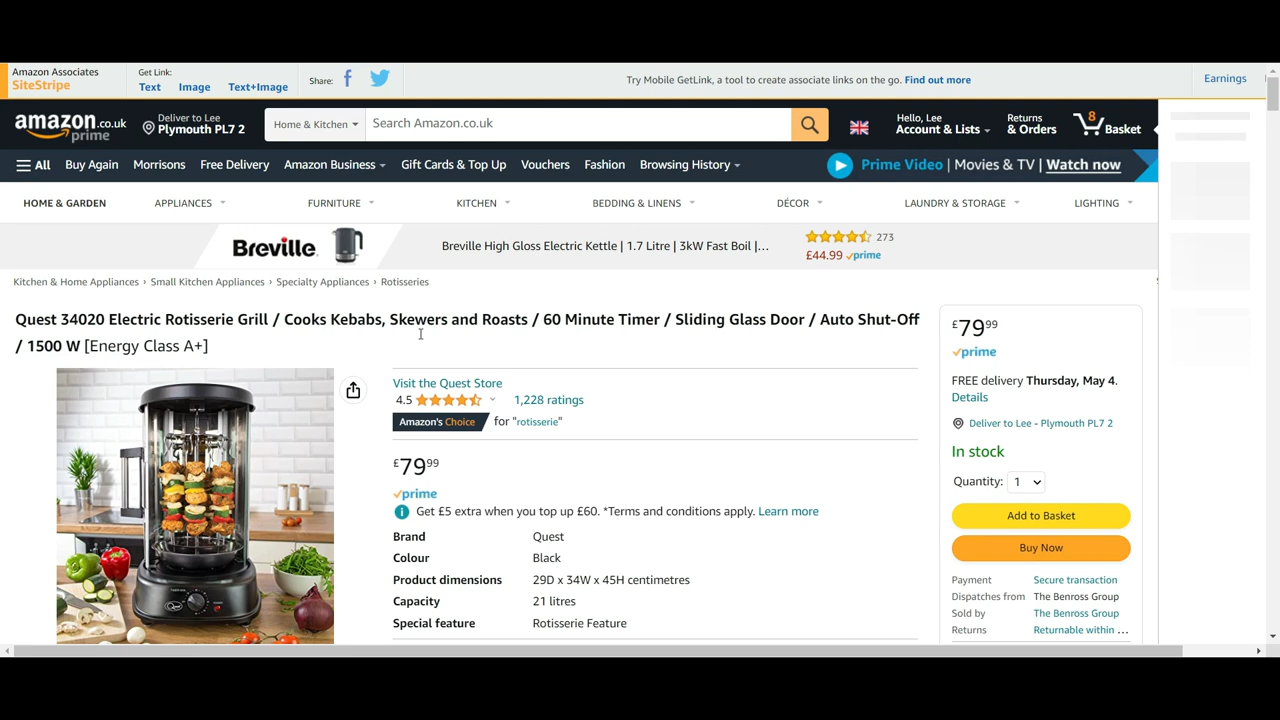 Amazon Associates
SiteStripe
Get Link:
Text Image Text+Image
Share:
Try Mobile GetLink, a tool to create associate links on the go. Find out more
Earnings
amazon.co.uk
prime
Deliver to Lee
Plymouth PL7 2
Home & Kitchen
Search Amazon.co.uk
Hello, Lee
Account & Lists
Returns
& Orders
8
Basket
All Buy Again Morrisons Free Delivery Amazon Business Gift Cards & Top Up Vouchers Fashion Browsing History
Prime Video | Movies & TV | Watch now
HOME & GARDEN APPLIANCES FURNITURE KITCHEN BEDDING & LINENS DÉCOR LAUNDRY & STORAGE LIGHTING
Breville
Breville High Gloss Electric Kettle | 1.7 Litre | 3kW Fast Boil |...
273
£44.99 prime
Kitchen & Home Appliances › Small Kitchen Appliances › Specialty Appliances › Rotisseries
Quest 34020 Electric Rotisserie Grill / Cooks Kebabs, Skewers and Roasts / 60 Minute Timer / Sliding Glass Door / Auto Shut-Off
/ 1500 W [Energy Class A+]
Visit the Quest Store
4.5 1,228 ratings
Amazon's Choice for "rotisserie"
£79⁹⁹
prime
Get £5 extra when you top up £60. *Terms and conditions apply. Learn more
Brand Quest
Colour Black
Product dimensions 29D x 34W x 45H centimetres
Capacity 21 litres
Special feature Rotisserie Feature
Quest
£79⁹⁹
prime
FREE delivery Thursday, May 4.
Details
Deliver to Lee - Plymouth PL7 2
In stock
Quantity: 1
Add to Basket
Buy Now
Payment Secure transaction
Dispatches from The Benross Group
Sold by The Benross Group
Returns Returnable within ...